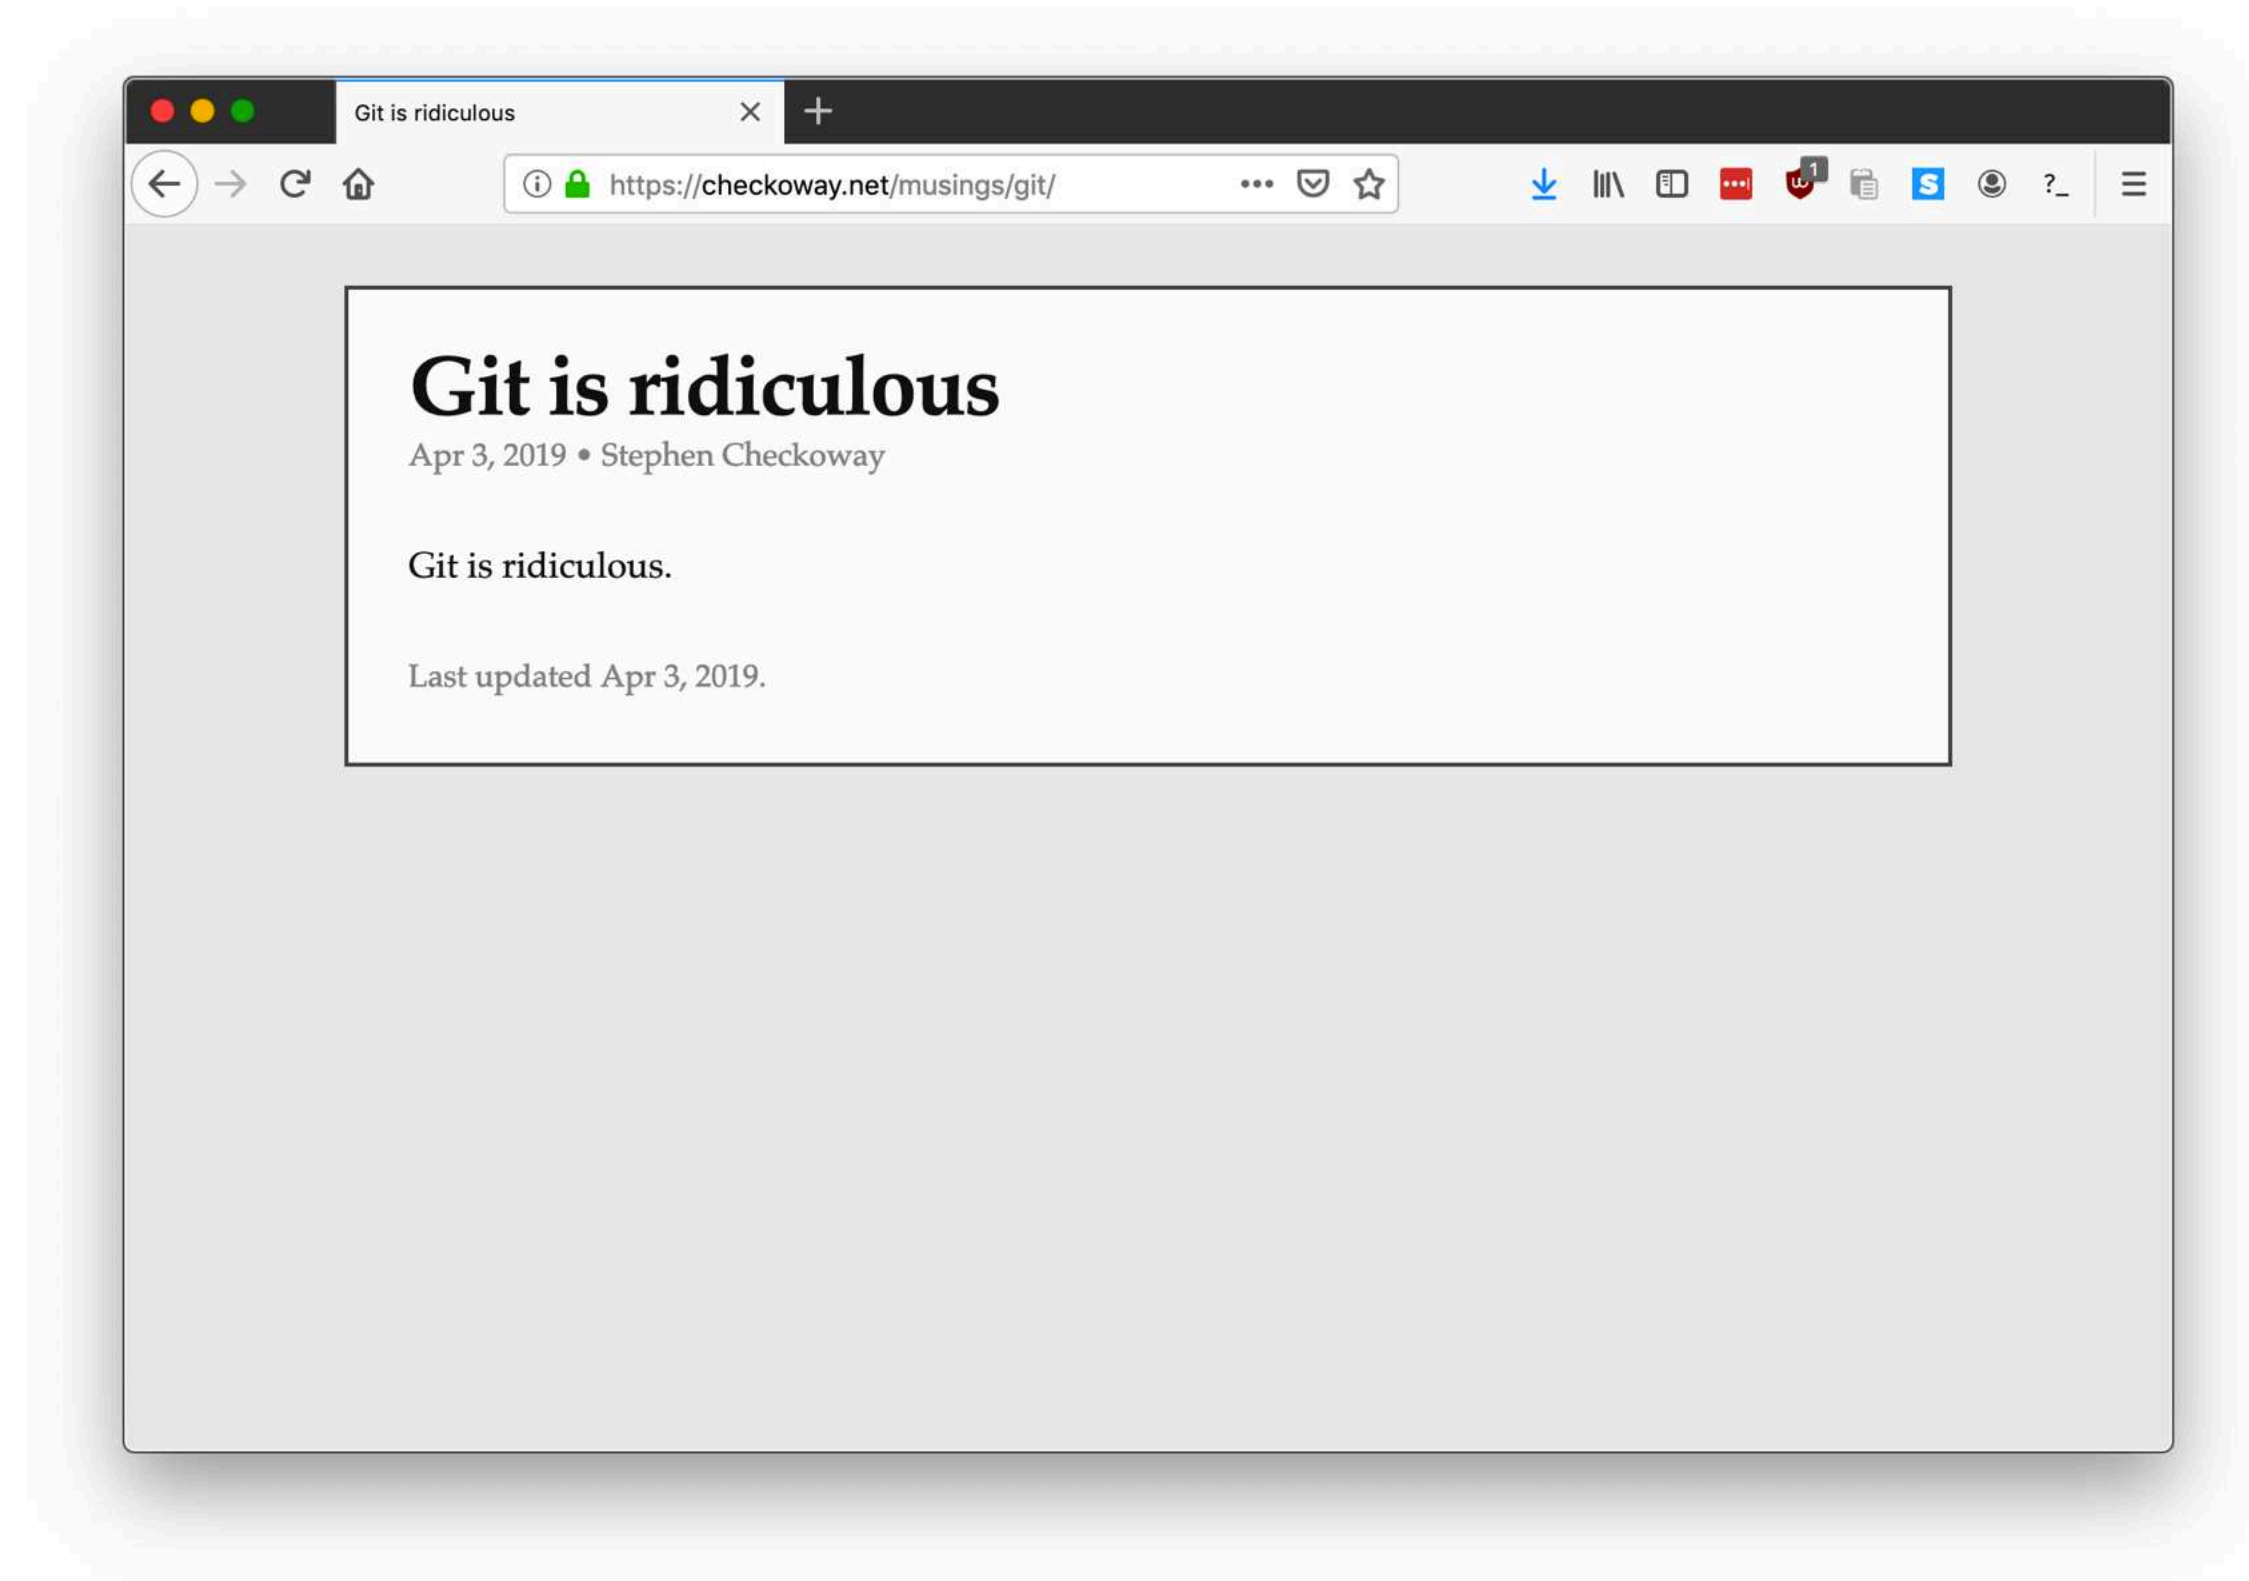 Git is ridiculous
https://checkoway.net/musings/git/
1
S
?_
Git is ridiculous
Apr 3, 2019 • Stephen Checkoway
Git is ridiculous.
Last updated Apr 3, 2019.